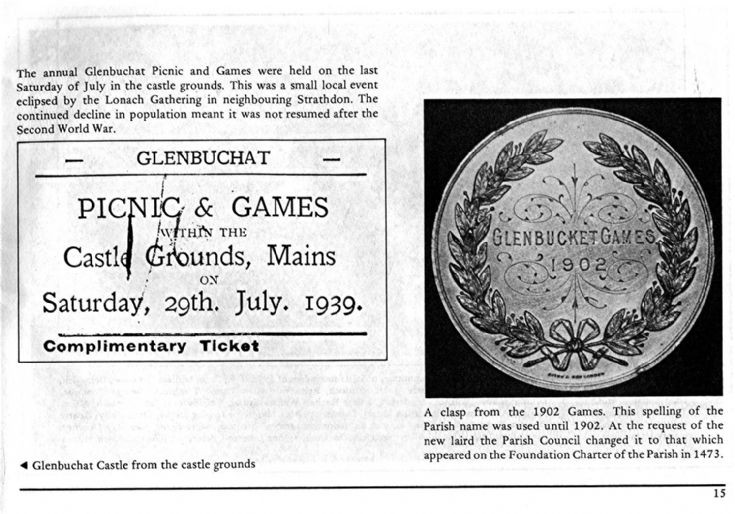 The annual Glenbuchat Picnic and Games were held on the last
Saturday of July in the castle grounds. This was a small local event
eclipsed by the Lonach Gathering in neighbouring Strathdon. The
continued decline in population meant it was not resumed after the
Second World War.
— GLENBUCHAT —
PICNIC & GAMES
WITHIN THE
Castle Grounds, Mains
ON
Saturday, 29th. July. 1939.
Complimentary Ticket
GLENBUCKET GAMES
1902
A clasp from the 1902 Games. This spelling of the
Parish name was used until 1902. At the request of the
new laird the Parish Council changed it to that which
appeared on the Foundation Charter of the Parish in 1473.
◄ Glenbuchat Castle from the castle grounds
15